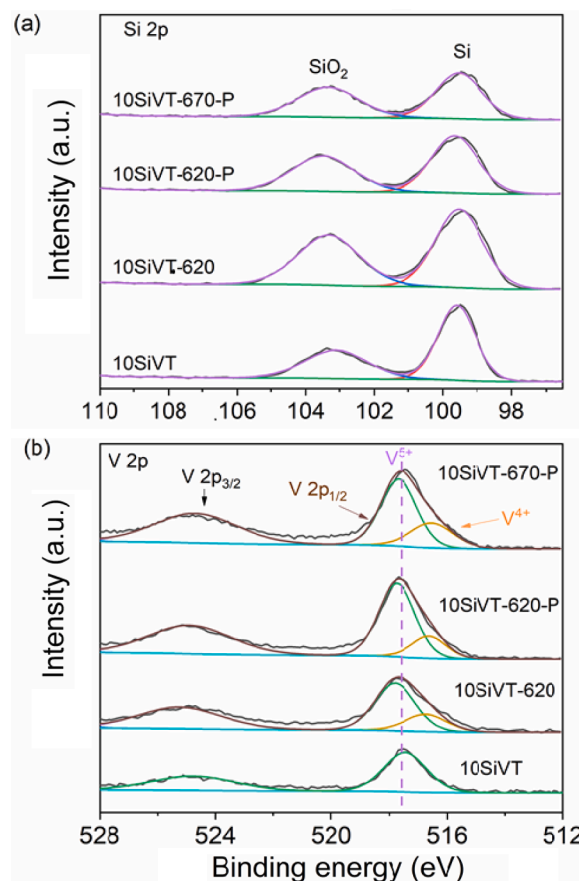 (a)
Si 2p
SiO₂
Si
10SiVT-670-P
10SiVT-620-P
10SiVT-620
10SiVT
Intensity (a.u.)
110 108 106 104 102 100 98
(b)
V 2p
V 2p₃/₂
V 2p₁/₂
V⁵⁺
V⁴⁺
10SiVT-670-P
10SiVT-620-P
10SiVT-620
10SiVT
Intensity (a.u.)
528 524 520 516 512
Binding energy (eV)